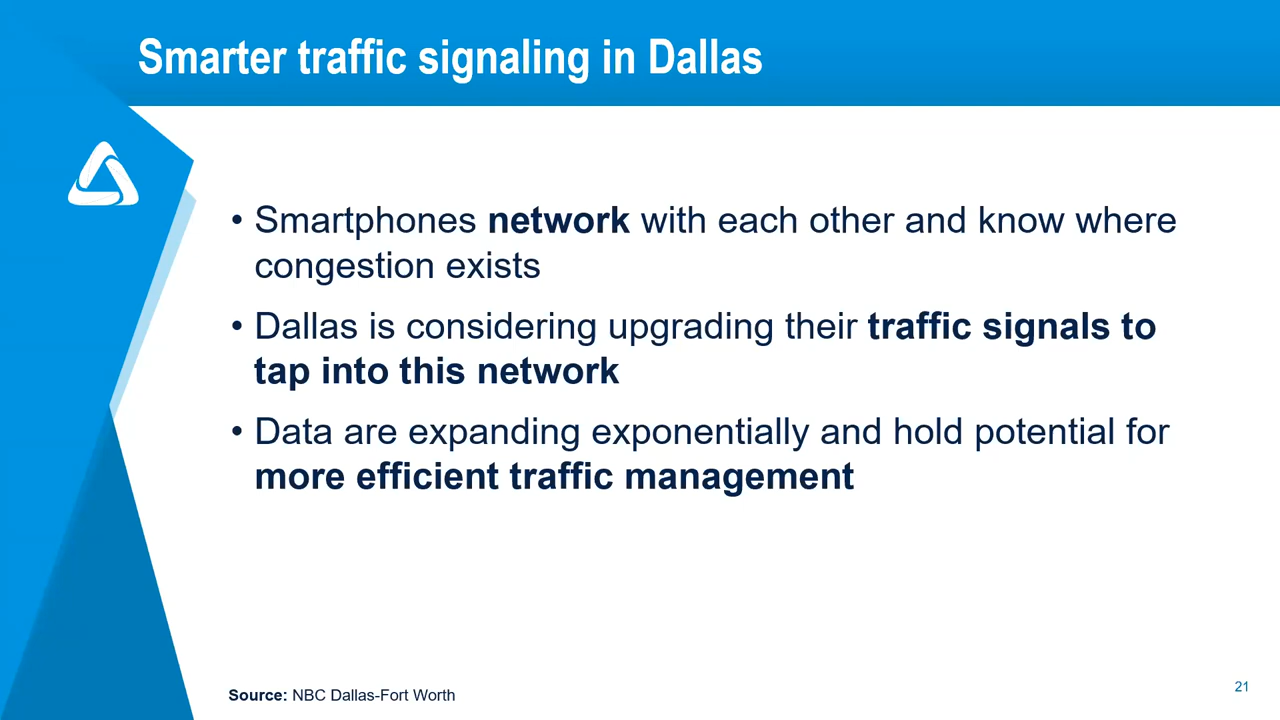 Smarter traffic signaling in Dallas
• Smartphones network with each other and know where
congestion exists
• Dallas is considering upgrading their traffic signals to
tap into this network
• Data are expanding exponentially and hold potential for
more efficient traffic management
Source: NBC Dallas-Fort Worth
21